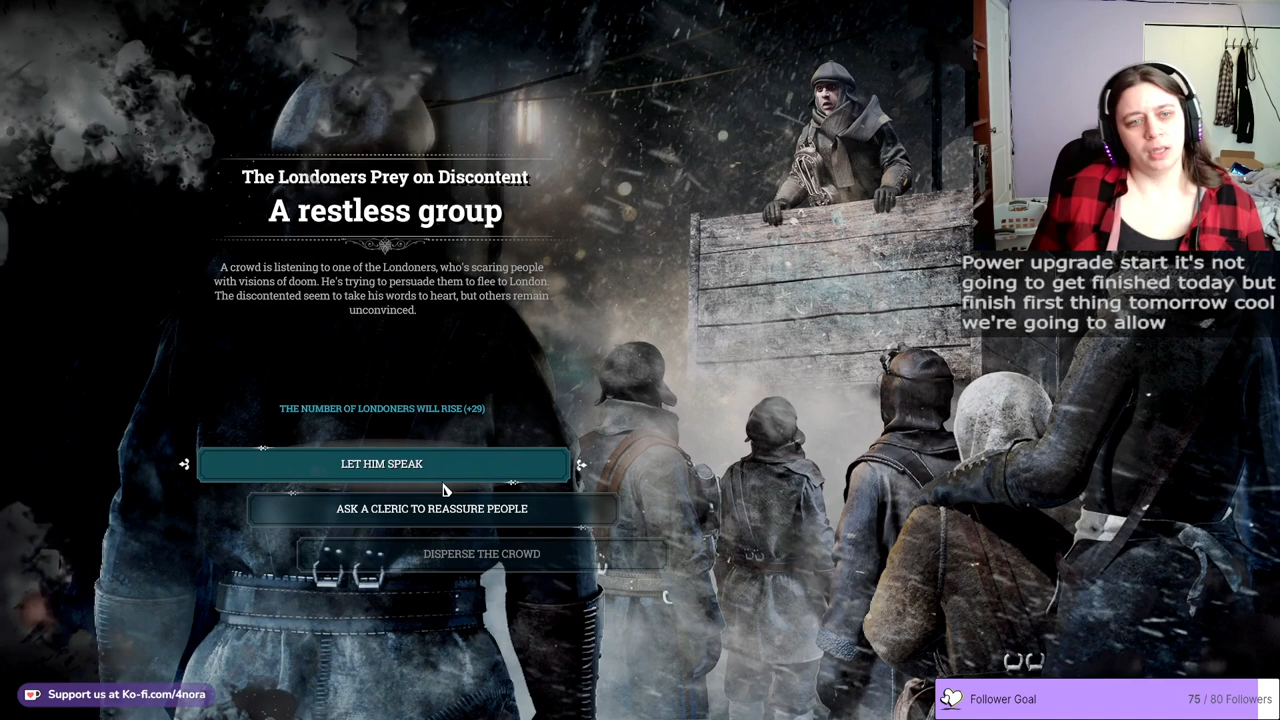 The Londoners Prey on Discontent
A restless group
A crowd is listening to one of the Londoners, who's scaring people
with visions of doom. He's trying to persuade them to flee to London.
The discontented seem to take his words to heart, but others remain
unconvinced.
THE NUMBER OF LONDONERS WILL RISE (+29)
LET HIM SPEAK
ASK A CLERIC TO REASSURE PEOPLE
DISPERSE THE CROWD
Power upgrade start it's not
going to get finished today but
finish first thing tomorrow cool
we're going to allow
Support us at Ko-fi.com/4nora
Follower Goal
75 / 80 Followers